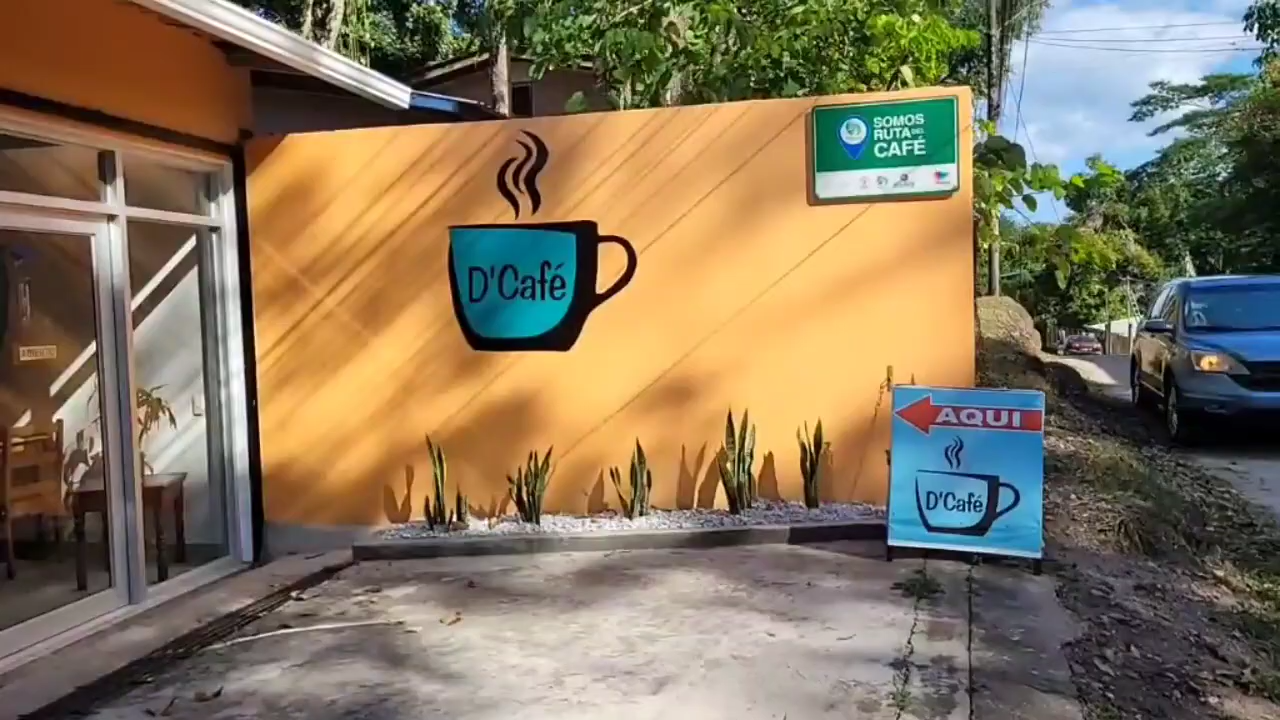 D'Café
SOMOS
RUTA DEL
CAFÉ
AQUI
D'Café